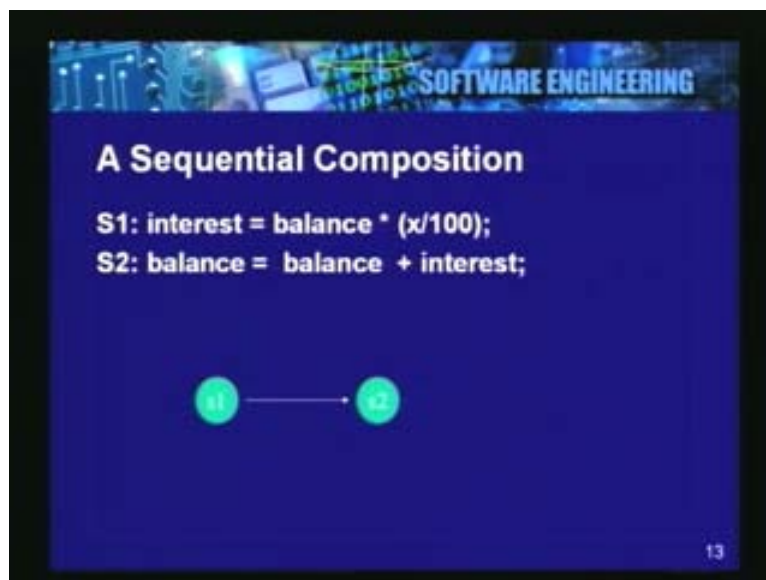 SOFTWARE ENGINEERING
A Sequential Composition
S1: interest = balance * (x/100);
S2: balance = balance + interest;
s1
s2
13